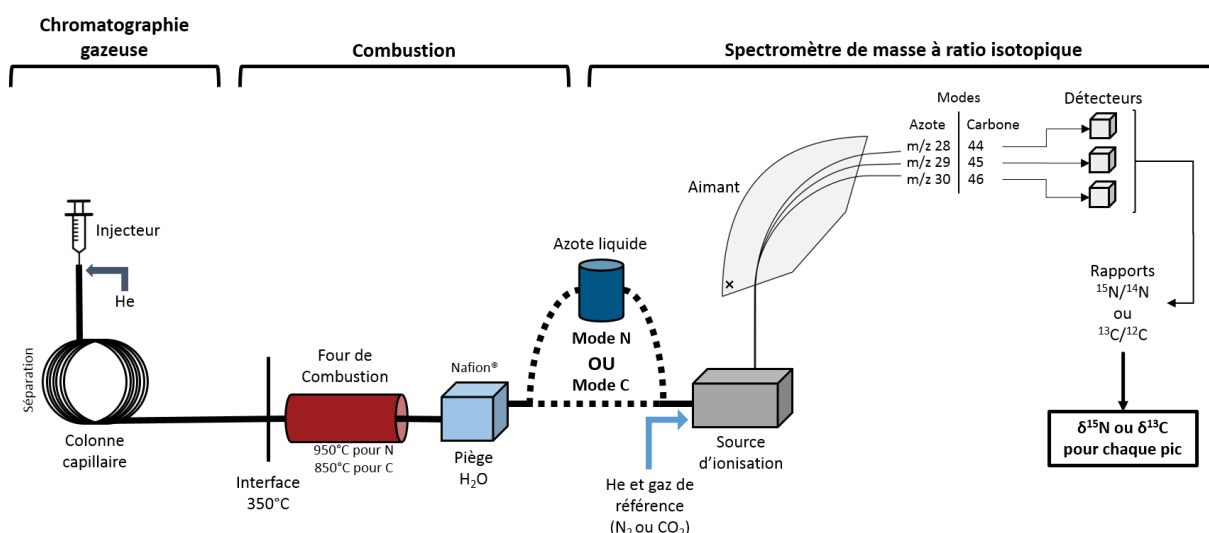 Chromatographie
gazeuse
Combustion
Spectromètre de masse à ratio isotopique
Modes
Azote
Carbone
m/z 28
44
m/z 29
45
m/z 30
46
Détecteurs
Aimant
Injecteur
He
Séparation
Colonne
capillaire
Interface
350°C
Four de
Combustion
950°C pour N
850°C pour C
Nafion®
Piège
H₂O
Azote liquide
Mode N
OU
Mode C
He et gaz de
référence
(N₂ ou CO₂)
Source
d'ionisation
Rapports
¹⁵N/¹⁴N
ou
¹³C/¹²C
δ¹⁵N ou δ¹³C
pour chaque pic